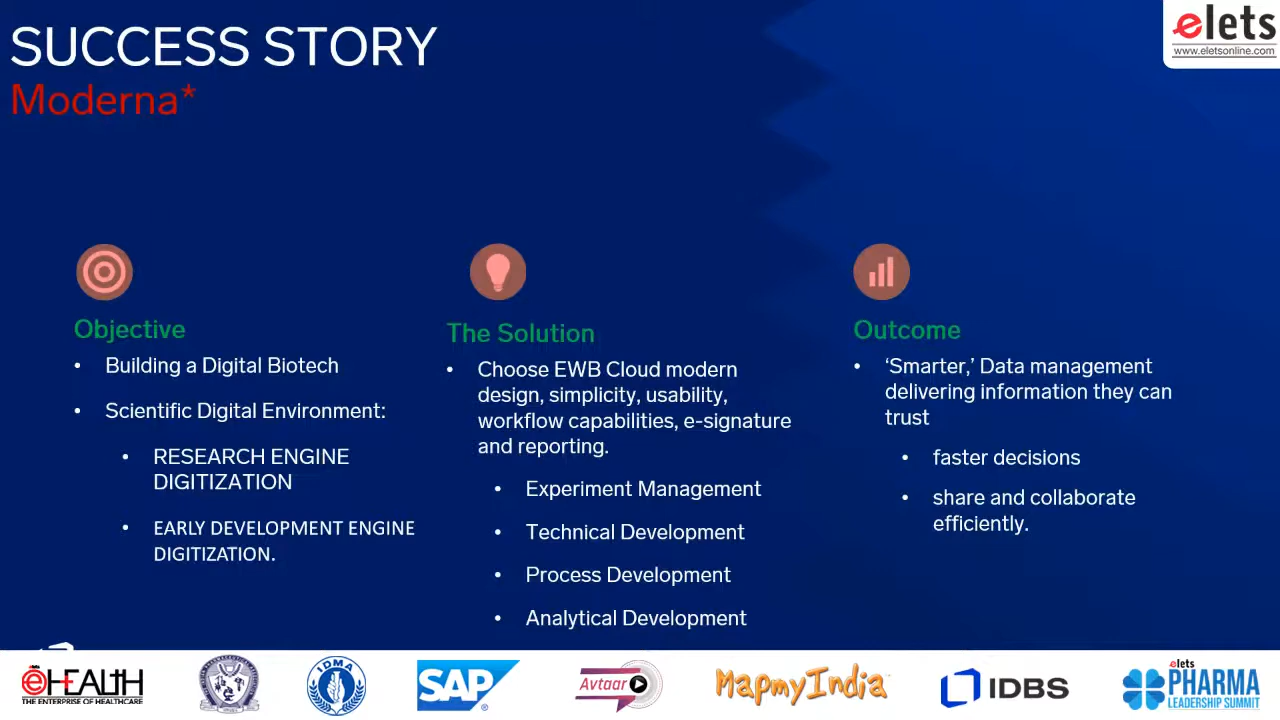 SUCCESS STORY
Moderna*
elets
www.eletsonline.com
Objective
• Building a Digital Biotech
• Scientific Digital Environment:
• RESEARCH ENGINE
DIGITIZATION
• EARLY DEVELOPMENT ENGINE
DIGITIZATION.
The Solution
• Choose EWB Cloud modern
design, simplicity, usability,
workflow capabilities, e-signature
and reporting.
• Experiment Management
• Technical Development
• Process Development
• Analytical Development
Outcome
• ‘Smarter,’ Data management
delivering information they can
trust
• faster decisions
• share and collaborate
efficiently.
elets
eHEALTH
THE ENTERPRISE OF HEALTHCARE
IDMA
SAP®
Avtaar
MapmyIndia
IDBS
elets
PHARMA
LEADERSHIP SUMMIT